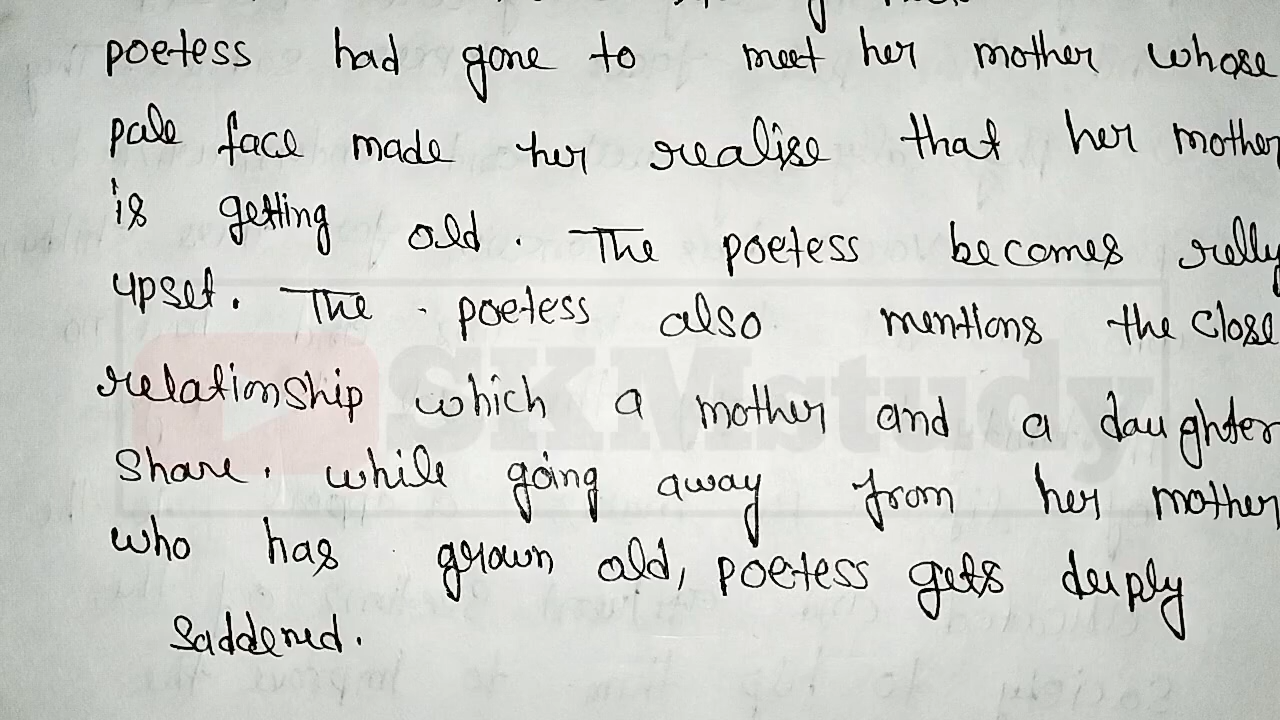 poetess had gone to meet her mother whose
pale face made her realise that her mother
is getting old. The poetess becomes relly
upset. The poetess also mentions the close
relationship which a mother and a daughter
share. while going away from her mother
who has grown old, poetess gets deeply
saddened.
SKMstudy